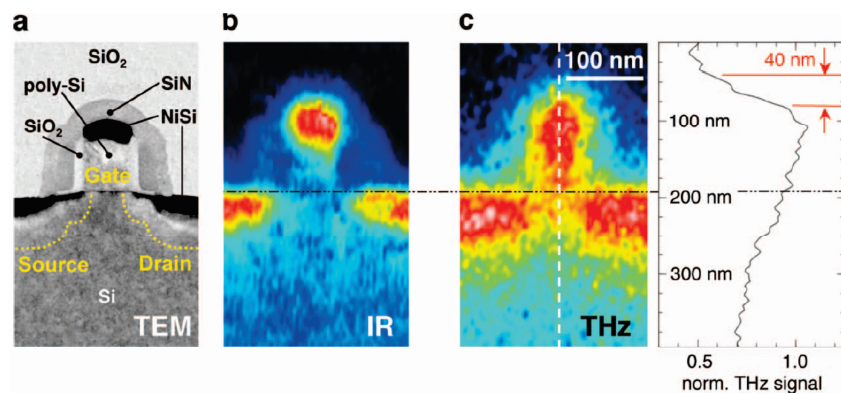 a
SiO2
poly-Si
SiN
SiO2
NiSi
Gate
Source
Drain
Si
TEM
b
IR
c
100 nm
THz
40 nm
100 nm
200 nm
300 nm
0.5 1.0
norm. THz signal